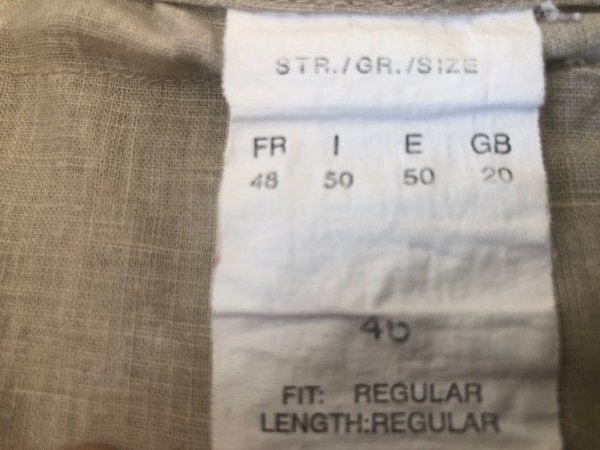 STR./GR./SIZE
FR I E GB
48 50 50 20
46
FIT: REGULAR
LENGTH:REGULAR